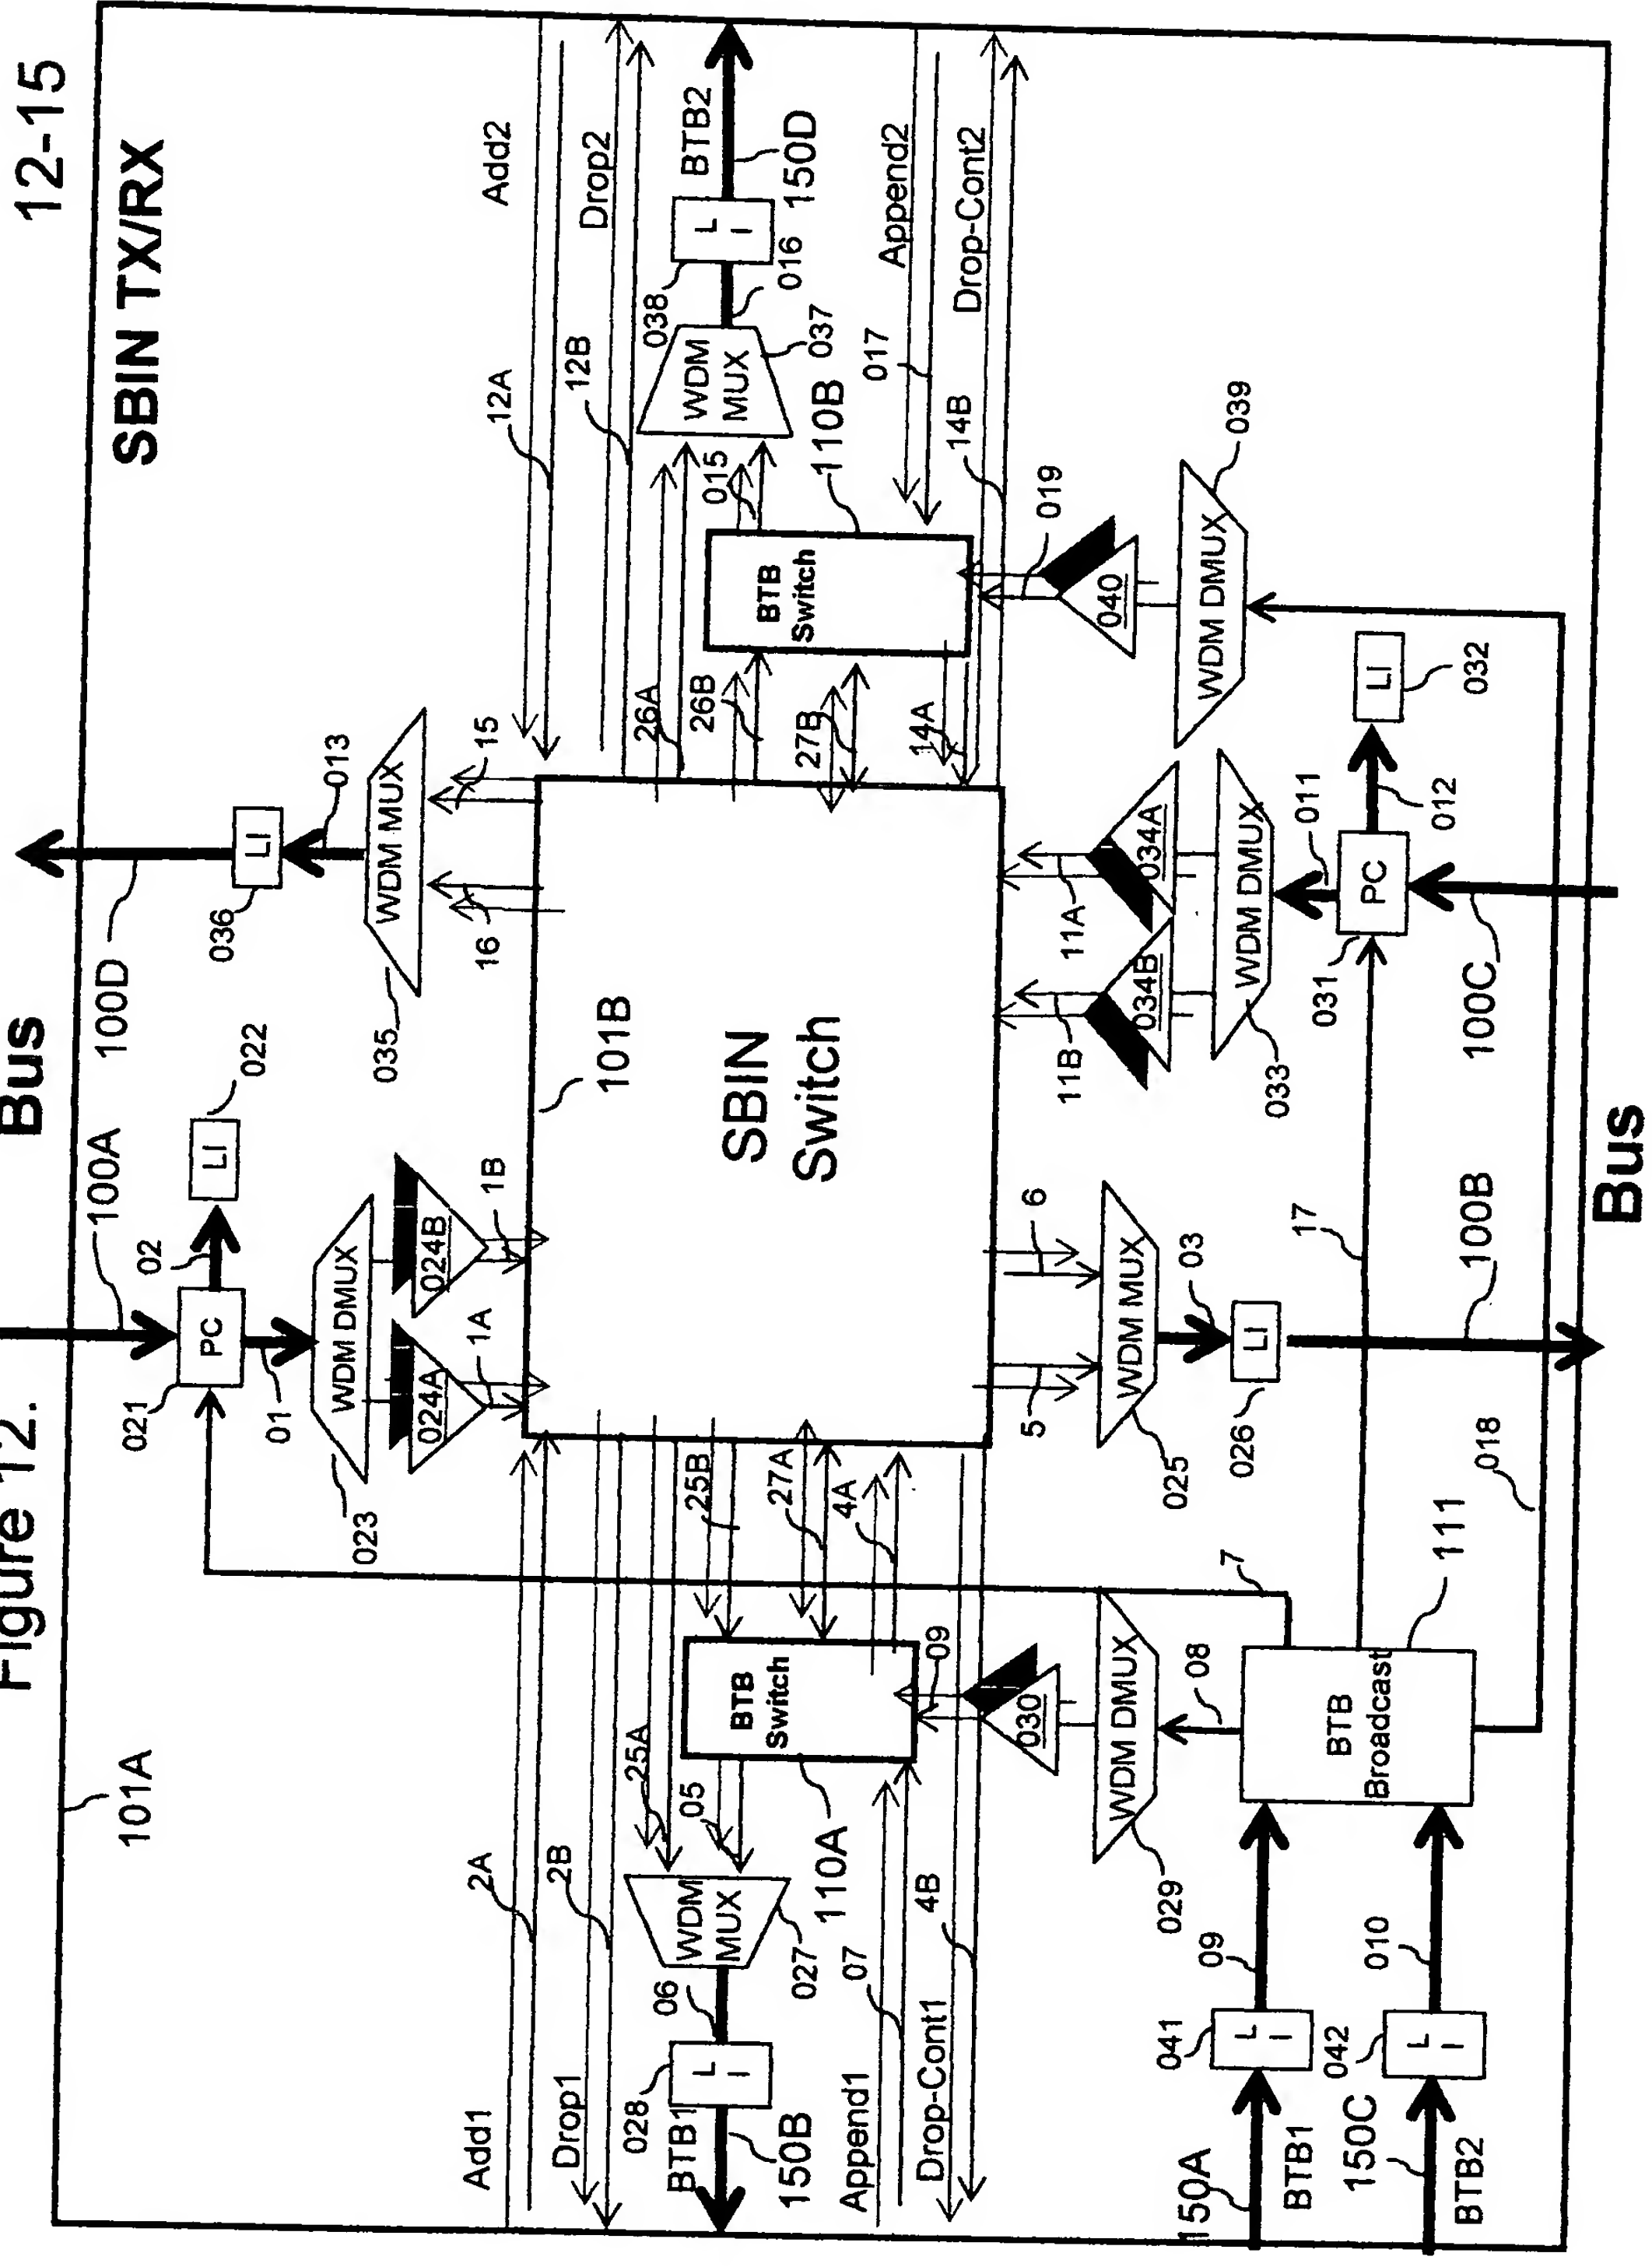 Figure 12.
12-15
SBIN TX/RX
101A
Bus
100A
100D
021
PC
02
LI
022
01
WDM DMUX
023
024A
024B
1A
1B
036
LI
013
035
WDM MUX
16
15
101B
SBIN
Switch
Add1
2A
Drop1
2B
25A
25B
05
028
L
I
06
WDM
MUX
027
BTB1
150B
BTB
Switch
110A
27A
4A
Append1
07
Drop-Cont1
4B
09
030
WDM DMUX
029
08
7
Add2
12A
Drop2
12B
26A
26B
27B
14A
BTB
Switch
110B
015
WDM
MUX
037
038
L
I
016
BTB2
150D
Append2
017
Drop-Cont2
14B
019
040
WDM DMUX
039
5
6
WDM MUX
025
03
LI
026
100B
11A
11B
034A
034B
WDM DMUX
033
011
PC
031
012
LI
032
100C
17
018
BTB
Broadcast
111
041
L
I
09
150A
BTB1
042
L
I
010
150C
BTB2
Bus